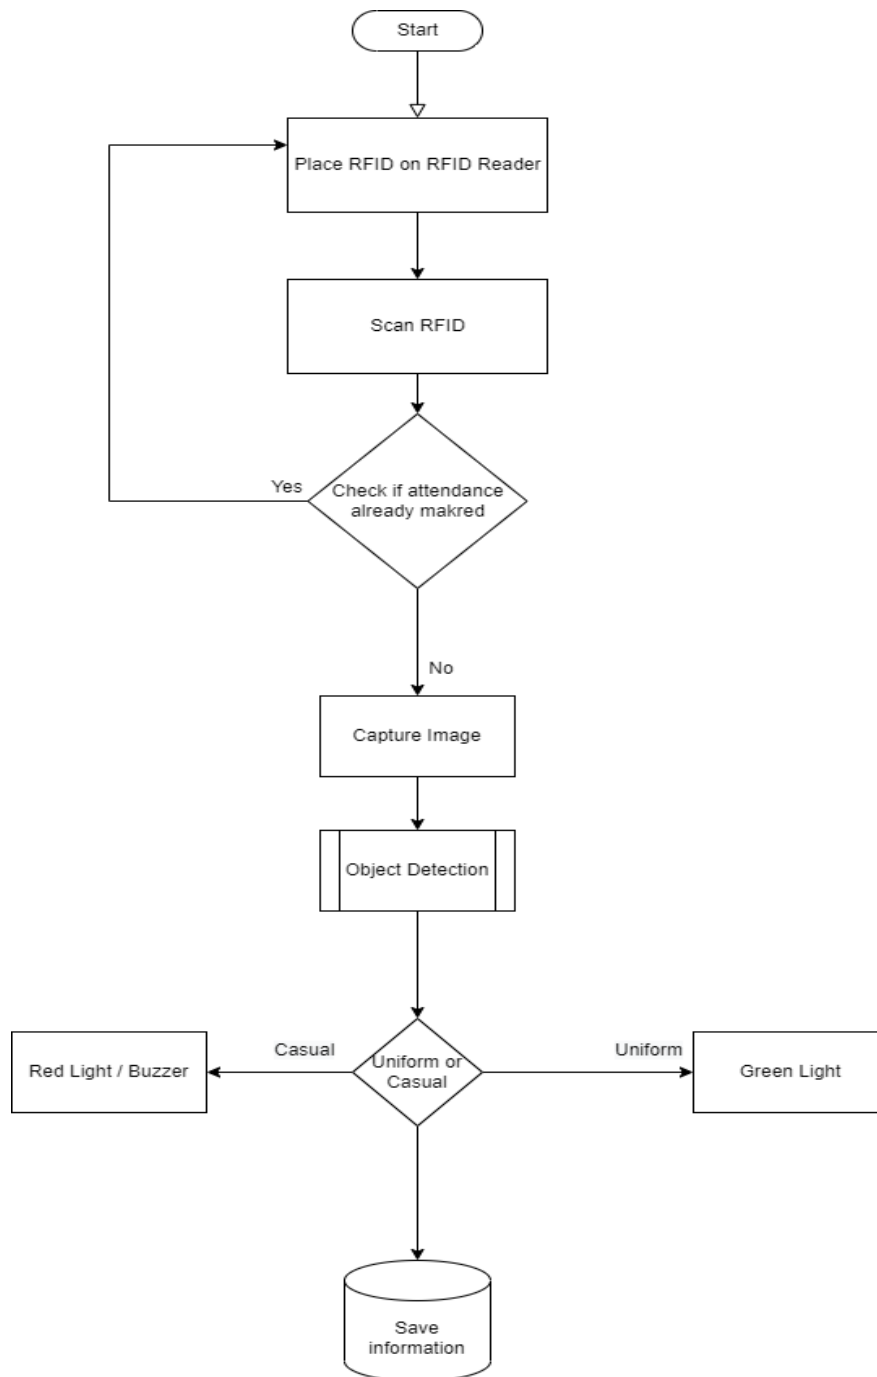 Start
Place RFID on RFID Reader
Scan RFID
Yes
Check if attendance
already makred
No
Capture Image
Object Detection
Casual
Uniform
Red Light / Buzzer
Uniform or
Casual
Green Light
Save
information